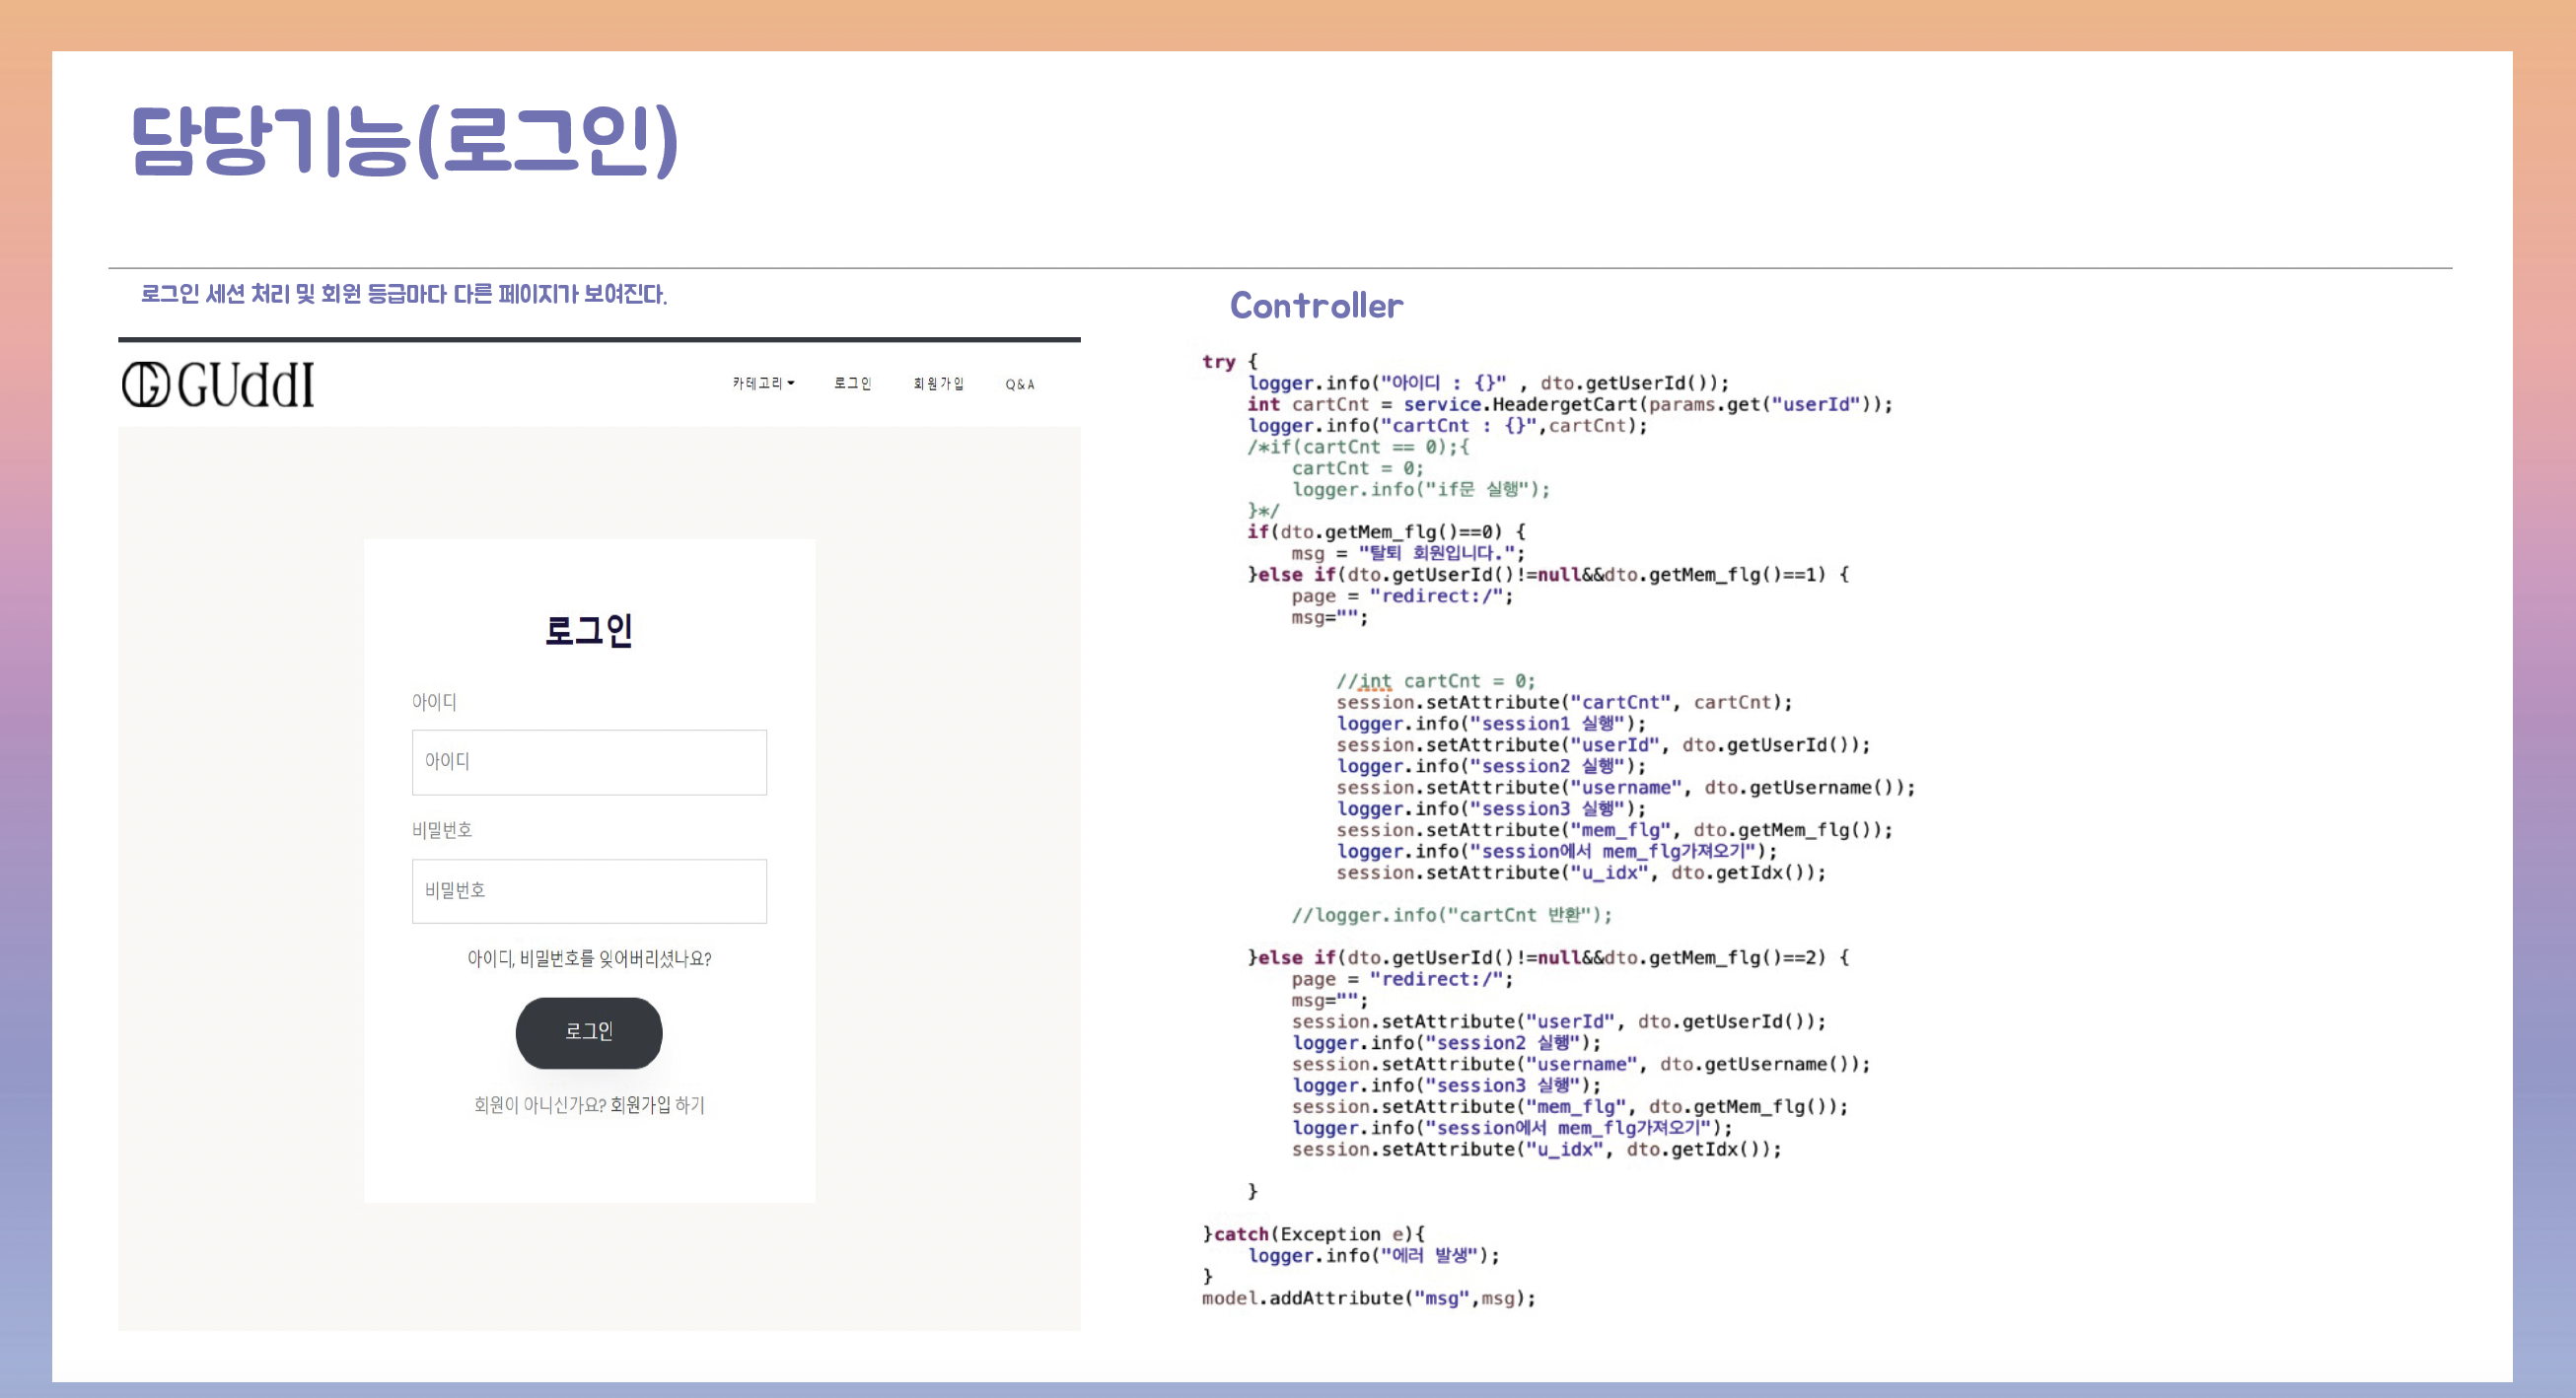 담당기능(로그인)
로그인 세션 처리 및 회원 등급마다 다른 페이지가 보여진다.
GUddI
카테고리 로그인 회원가입 Q&A
로그인
아이디
아이디
비밀번호
비밀번호
아이디, 비밀번호를 잊어버리셨나요?
로그인
회원이 아니신가요? 회원가입 하기
Controller
try {
logger.info("아이디 : {}" , dto.getUserId());
int cartCnt = service.HeadergetCart(params.get("userId"));
logger.info("cartCnt : {}",cartCnt);
/*if(cartCnt == 0);{
cartCnt = 0;
logger.info("if문 실행");
}*/
if(dto.getMem_flg()==0) {
msg = "탈퇴 회원입니다.";
}else if(dto.getUserId()!=null&&dto.getMem_flg()==1) {
page = "redirect:/";
msg="";
//int cartCnt = 0;
session.setAttribute("cartCnt", cartCnt);
logger.info("session1 실행");
session.setAttribute("userId", dto.getUserId());
logger.info("session2 실행");
session.setAttribute("username", dto.getUsername());
logger.info("session3 실행");
session.setAttribute("mem_flg", dto.getMem_flg());
logger.info("session에서 mem_flg가져오기");
session.setAttribute("u_idx", dto.getIdx());
//logger.info("cartCnt 반환");
}else if(dto.getUserId()!=null&&dto.getMem_flg()==2) {
page = "redirect:/";
msg="";
session.setAttribute("userId", dto.getUserId());
logger.info("session2 실행");
session.setAttribute("username", dto.getUsername());
logger.info("session3 실행");
session.setAttribute("mem_flg", dto.getMem_flg());
logger.info("session에서 mem_flg가져오기");
session.setAttribute("u_idx", dto.getIdx());
}
}catch(Exception e){
logger.info("에러 발생");
}
model.addAttribute("msg",msg);